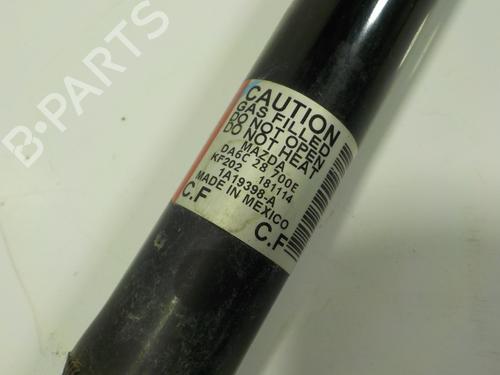 B-PARTS
CAUTION
GAS FILLED
DO NOT OPEN
DO NOT HEAT
MAZDA
DA6C 28 700E
KF202 181114
1A19398-A
MADE IN MEXICO
C.F C.F